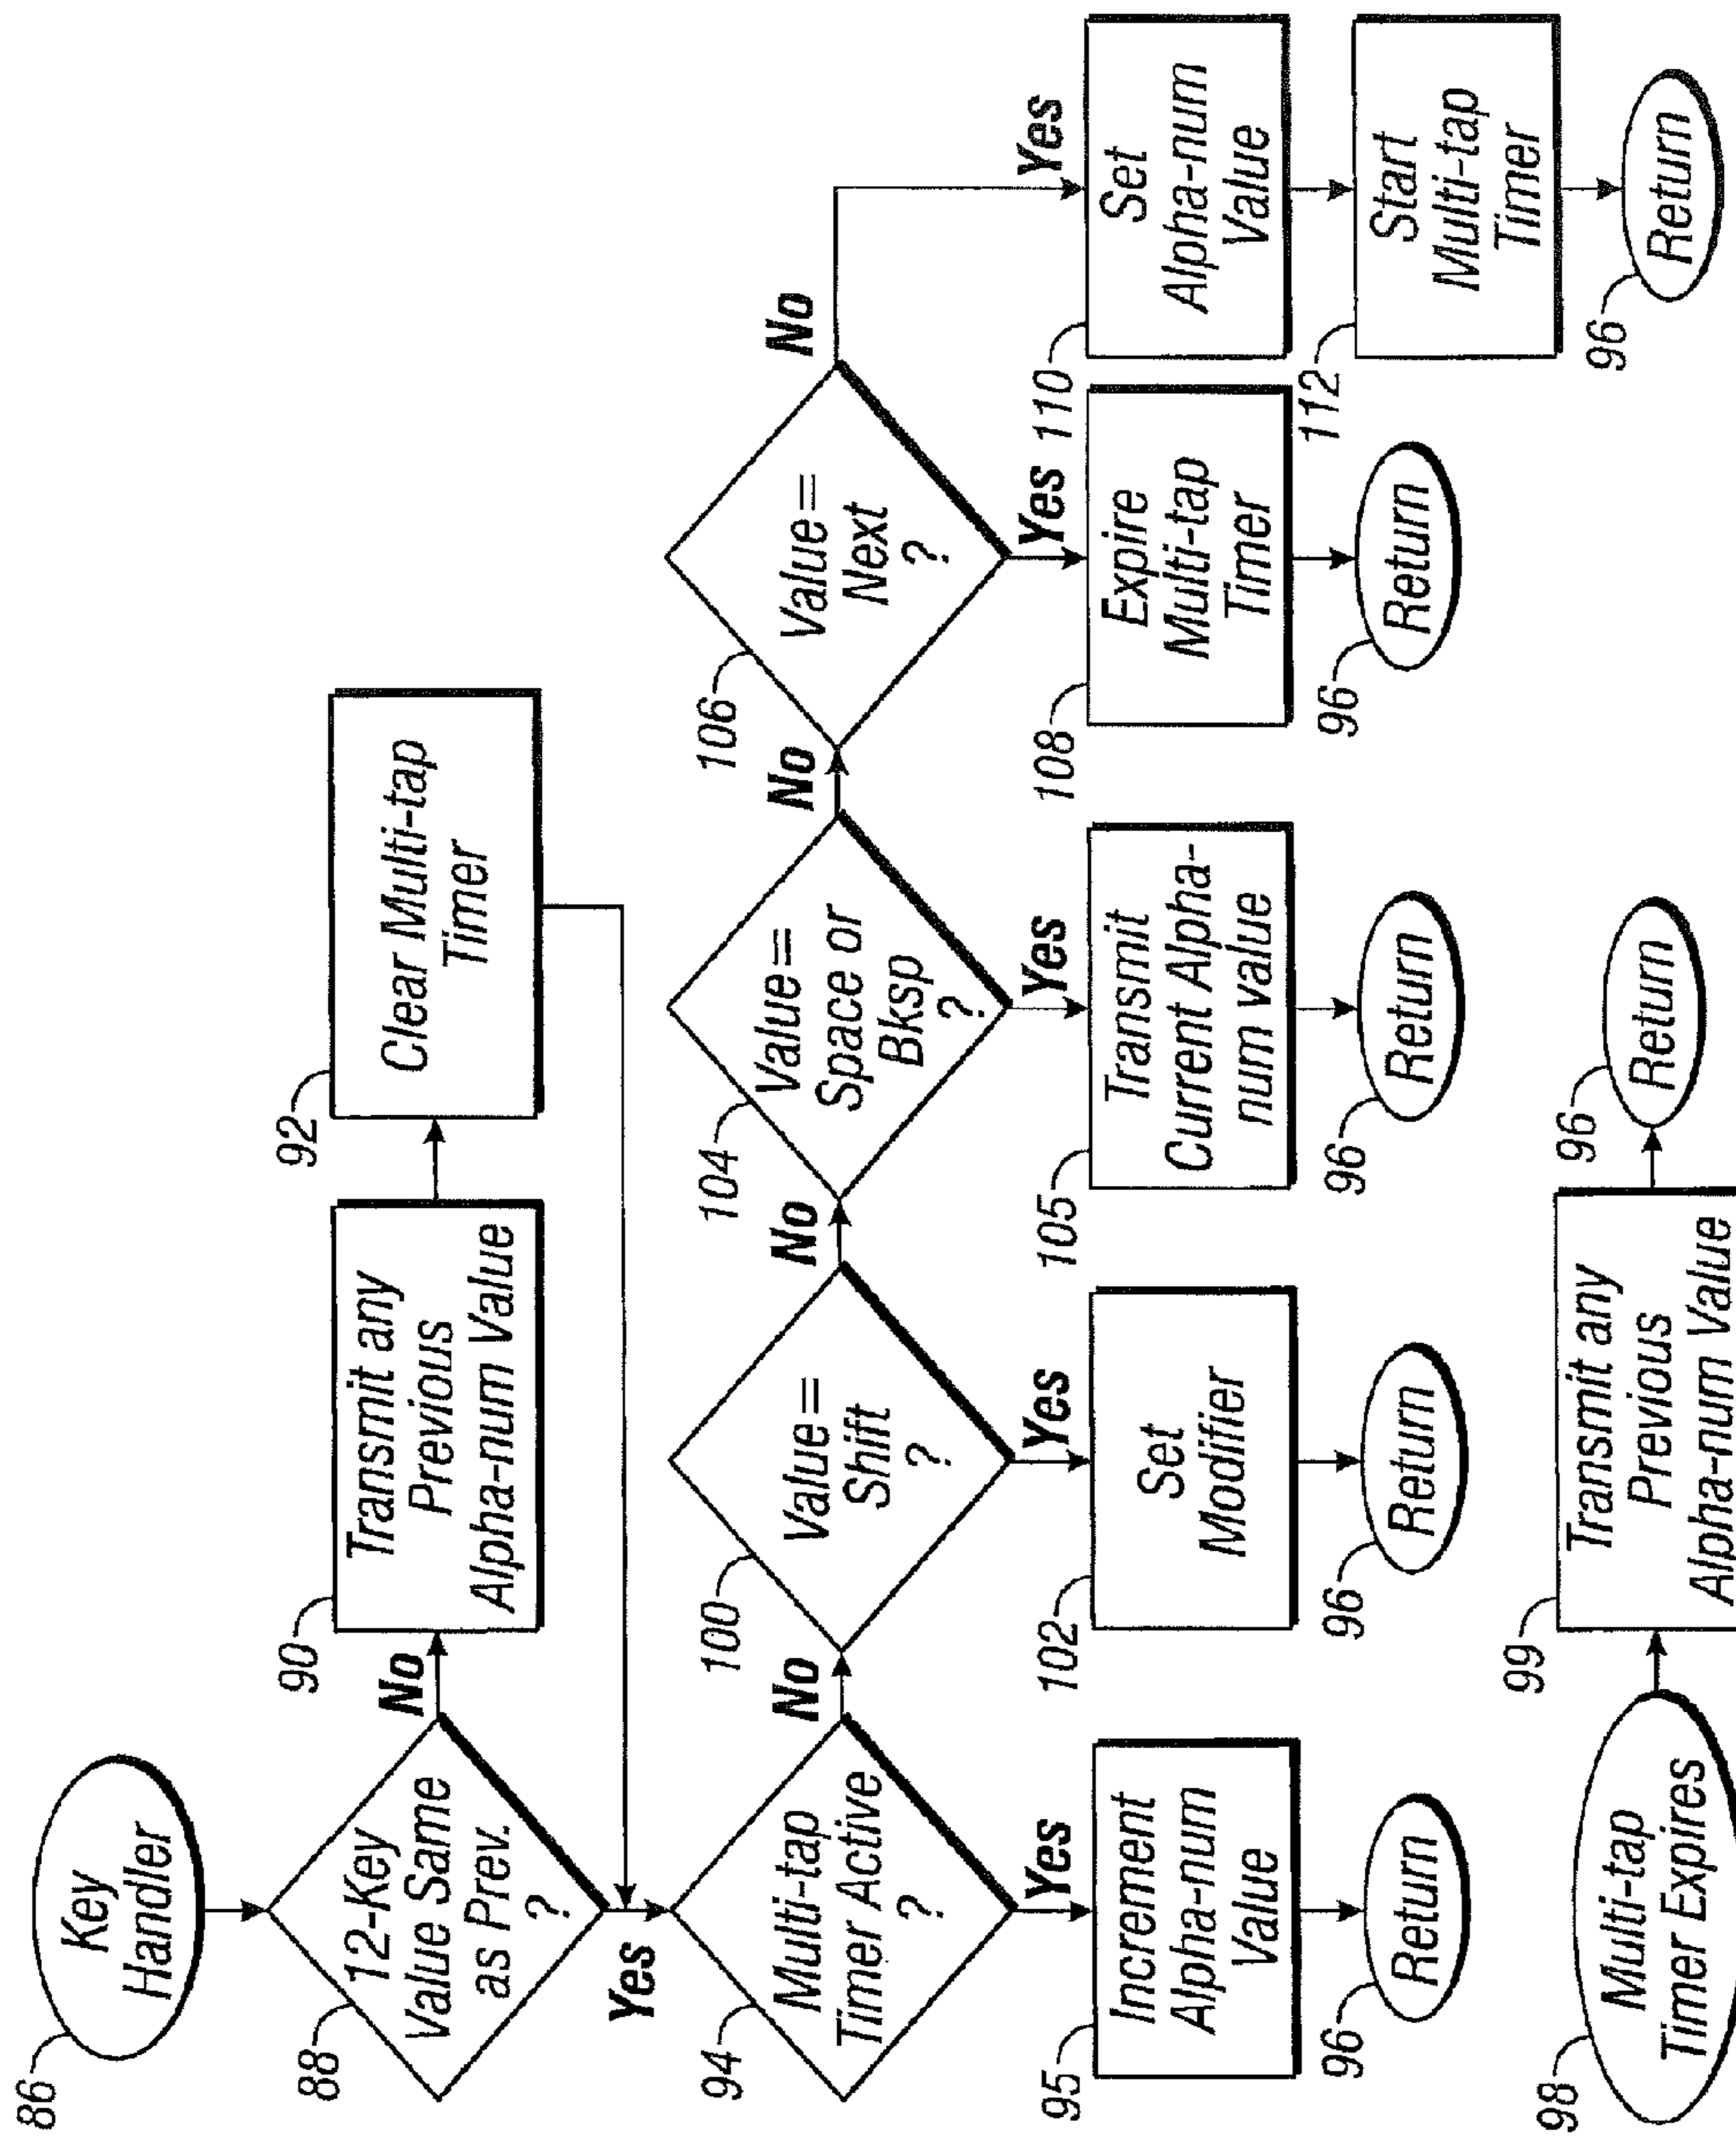 86
Key
Handler
88
12-Key
Value Same
as Prev.
?
No
Yes
90
Transmit any
Previous
Alpha-num Value
92
Clear Multi-tap
Timer
94
Multi-tap
Timer Active
?
No
Yes
95
Increment
Alpha-num
Value
96
Return
100
Value=
Shift
?
No
Yes
102
Set
Modifier
96
Return
104
Value=
Space or
Bksp
?
No
Yes
105
Transmit
Current Alpha-
num value
96
Return
106
Value=
Next
?
No
Yes
108
Expire
Multi-tap
Timer
96
Return
Yes
110
Set
Alpha-num
Value
112
Start
Multi-tap
Timer
96
Return
98
Multi-tap
Timer Expires
99
Transmit any
Previous
Alpha-num Value
96
Return